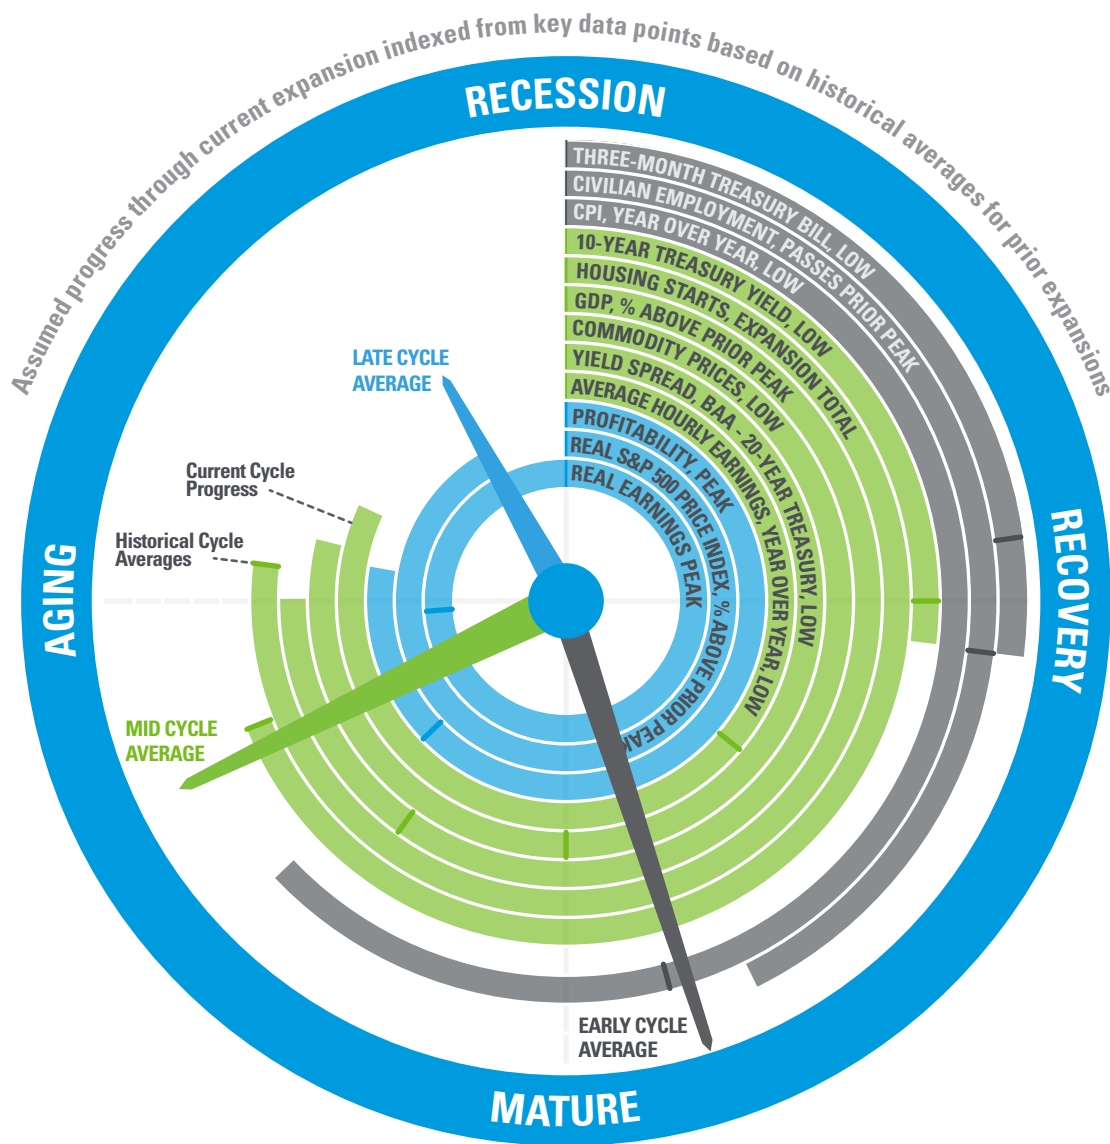 Assumed progress through current expansion indexed from key data points based on historical averages for prior expansions
RECESSION
THREE-MONTH TREASURY BILL, LOW
CIVILIAN EMPLOYMENT, PASSES PRIOR PEAK
CPI, YEAR OVER YEAR, LOW
10-YEAR TREASURY YIELD, LOW
HOUSING STARTS, EXPANSION TOTAL
GDP, % ABOVE PRIOR PEAK
COMMODITY PRICES, LOW
YIELD SPREAD, BAA - 20-YEAR TREASURY, LOW
AVERAGE HOURLY EARNINGS, YEAR OVER YEAR, LOW
PROFITABILITY, PEAK
REAL S&P 500 PRICE INDEX, % ABOVE PRIOR PEAK
REAL EARNINGS PEAK
LATE CYCLE
AVERAGE
Current Cycle
Progress
Historical Cycle
Averages
AGING
RECOVERY
MID CYCLE
AVERAGE
EARLY CYCLE
AVERAGE
MATURE